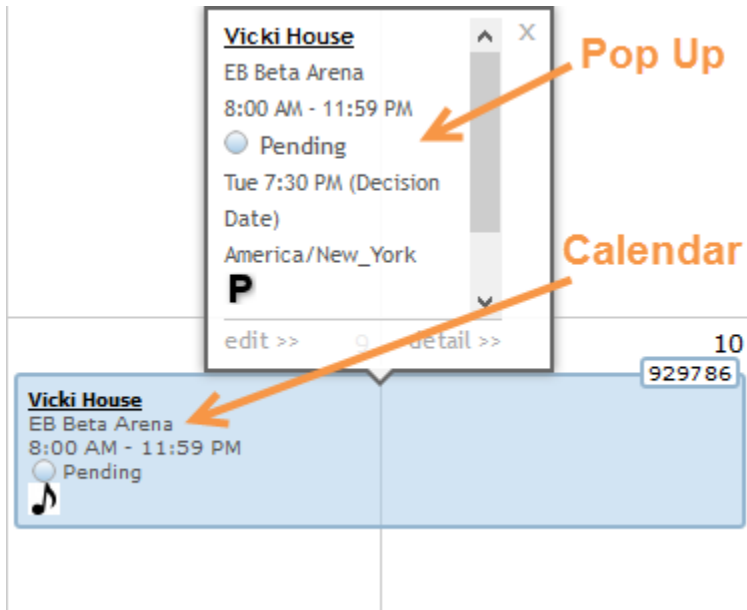 Vicki House
X
EB Beta Arena
8:00 AM - 11:59 PM
Pending
Tue 7:30 PM (Decision
Date)
America/New_York
P
edit >> 9 detail >>
Pop Up
Calendar
10
929786
Vicki House
EB Beta Arena
8:00 AM - 11:59 PM
Pending